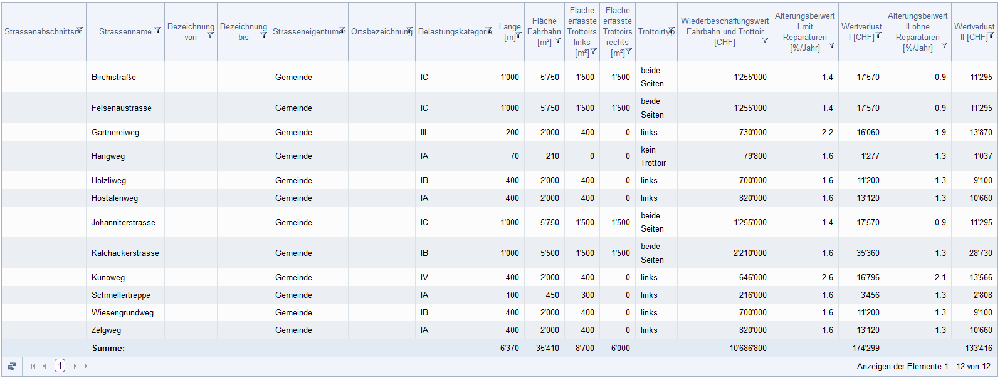 Strassenabschnittsnr. Strassenname Bezeichnung von Bezeichnung bis Strasseneigentümer Ortsbezeichnung Belastungskategorie Länge [m] Fläche Fahrbahn [m²] Fläche erfasste Trottoirs links [m²] Fläche erfasste Trottoirs rechts [m²] Trottoirtyp Wiederbeschaffungswert Fahrbahn und Trottoir [CHF] Alterungsbeiwert I mit Reparaturen [%/Jahr] Wertverlust I [CHF] Alterungsbeiwert II ohne Reparaturen [%/Jahr] Wertverlust II [CHF]
Birchistraße Gemeinde IC 1'000 5'750 1'500 1'500 beide Seiten 1'255'000 1.4 17'570 0.9 11'295
Felsenaustrasse Gemeinde IC 1'000 5'750 1'500 1'500 beide Seiten 1'255'000 1.4 17'570 0.9 11'295
Gärtnereiweg Gemeinde III 200 2'000 400 0 links 730'000 2.2 16'060 1.9 13'870
Hangweg Gemeinde IA 70 210 0 0 kein Trottoir 79'800 1.6 1'277 1.3 1'037
Hölzliweg Gemeinde IB 400 2'000 400 0 links 700'000 1.6 11'200 1.3 9'100
Hostalenweg Gemeinde IA 400 2'000 400 0 links 820'000 1.6 13'120 1.3 10'660
Johanniterstrasse Gemeinde IC 1'000 5'750 1'500 1'500 beide Seiten 1'255'000 1.4 17'570 0.9 11'295
Kalchackerstrasse Gemeinde IB 1'000 5'500 1'500 1'500 beide Seiten 2'210'000 1.6 35'360 1.3 28'730
Kunoweg Gemeinde IV 400 2'000 400 0 links 646'000 2.6 16'796 2.1 13'566
Schmellertreppe Gemeinde IA 100 450 300 0 links 216'000 1.6 3'456 1.3 2'808
Wiesengrundweg Gemeinde IB 400 2'000 400 0 links 700'000 1.6 11'200 1.3 9'100
Zelgweg Gemeinde IA 400 2'000 400 0 links 820'000 1.6 13'120 1.3 10'660
Summe: 6'370 35'410 8'700 6'000 10'686'800 174'299 133'416
1 Anzeigen der Elemente 1 - 12 von 12